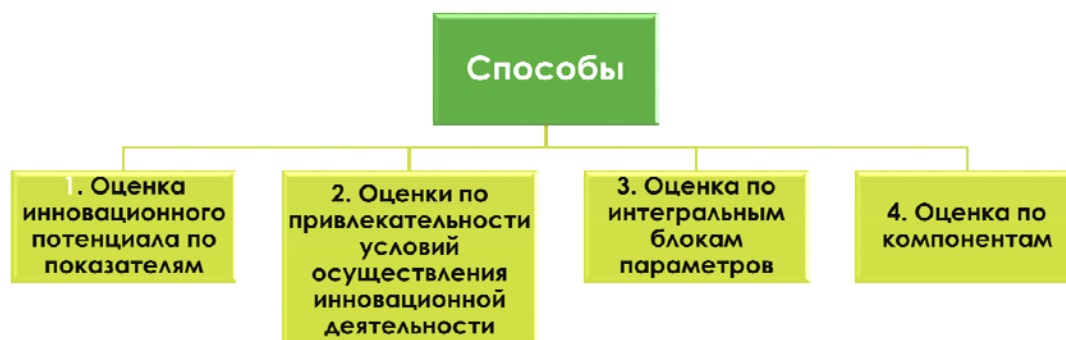 Способы
1. Оценка
инновационного
потенциала по
показателям
2. Оценки по
привлекательности
условий
осуществления
инновационной
деятельности
3. Оценка по
интегральным
блокам
параметров
4. Оценка по
компонентам